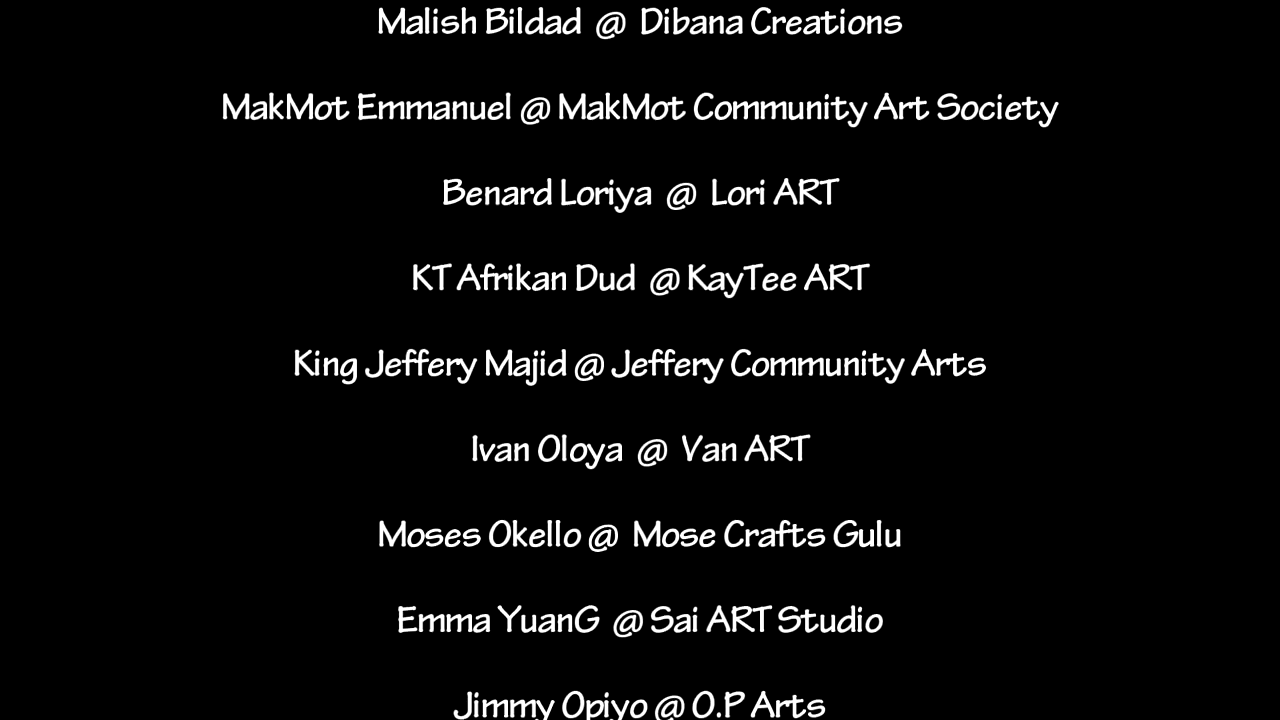 Malish Bildad @ Dibana Creations
MakMot Emmanuel @ MakMot Community Art Society
Benard Loriya @ Lori ART
KT Afrikan Dud @ KayTee ART
King Jeffery Majid @ Jeffery Community Arts
Ivan Oloya @ Van ART
Moses Okello @ Mose Crafts Gulu
Emma YuanG @ Sai ART Studio
Jimmy Opiyo @ O.P Arts